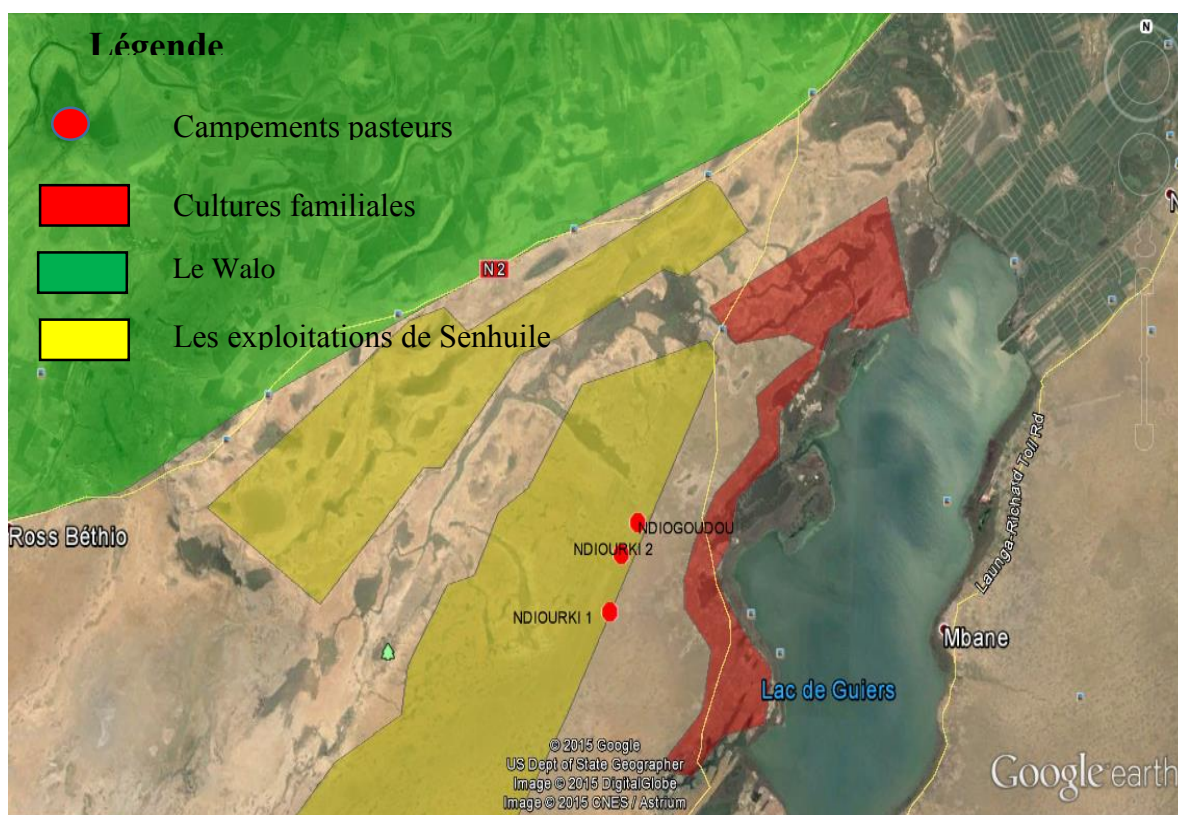 Légende
Campements pasteurs
Cultures familiales
Le Walo
Les exploitations de Senhuile
N
N 2
Ross Béthio
NDIOGOUDOU
NDIOURKI 2
NDIOURKI 1
Launga-Richard Toll Rd
Mbane
Lac de Guiers
© 2015 Google
US Dept of State Geographer
Image © 2015 DigitalGlobe
Image © 2015 CNES / Astrium
Google earth